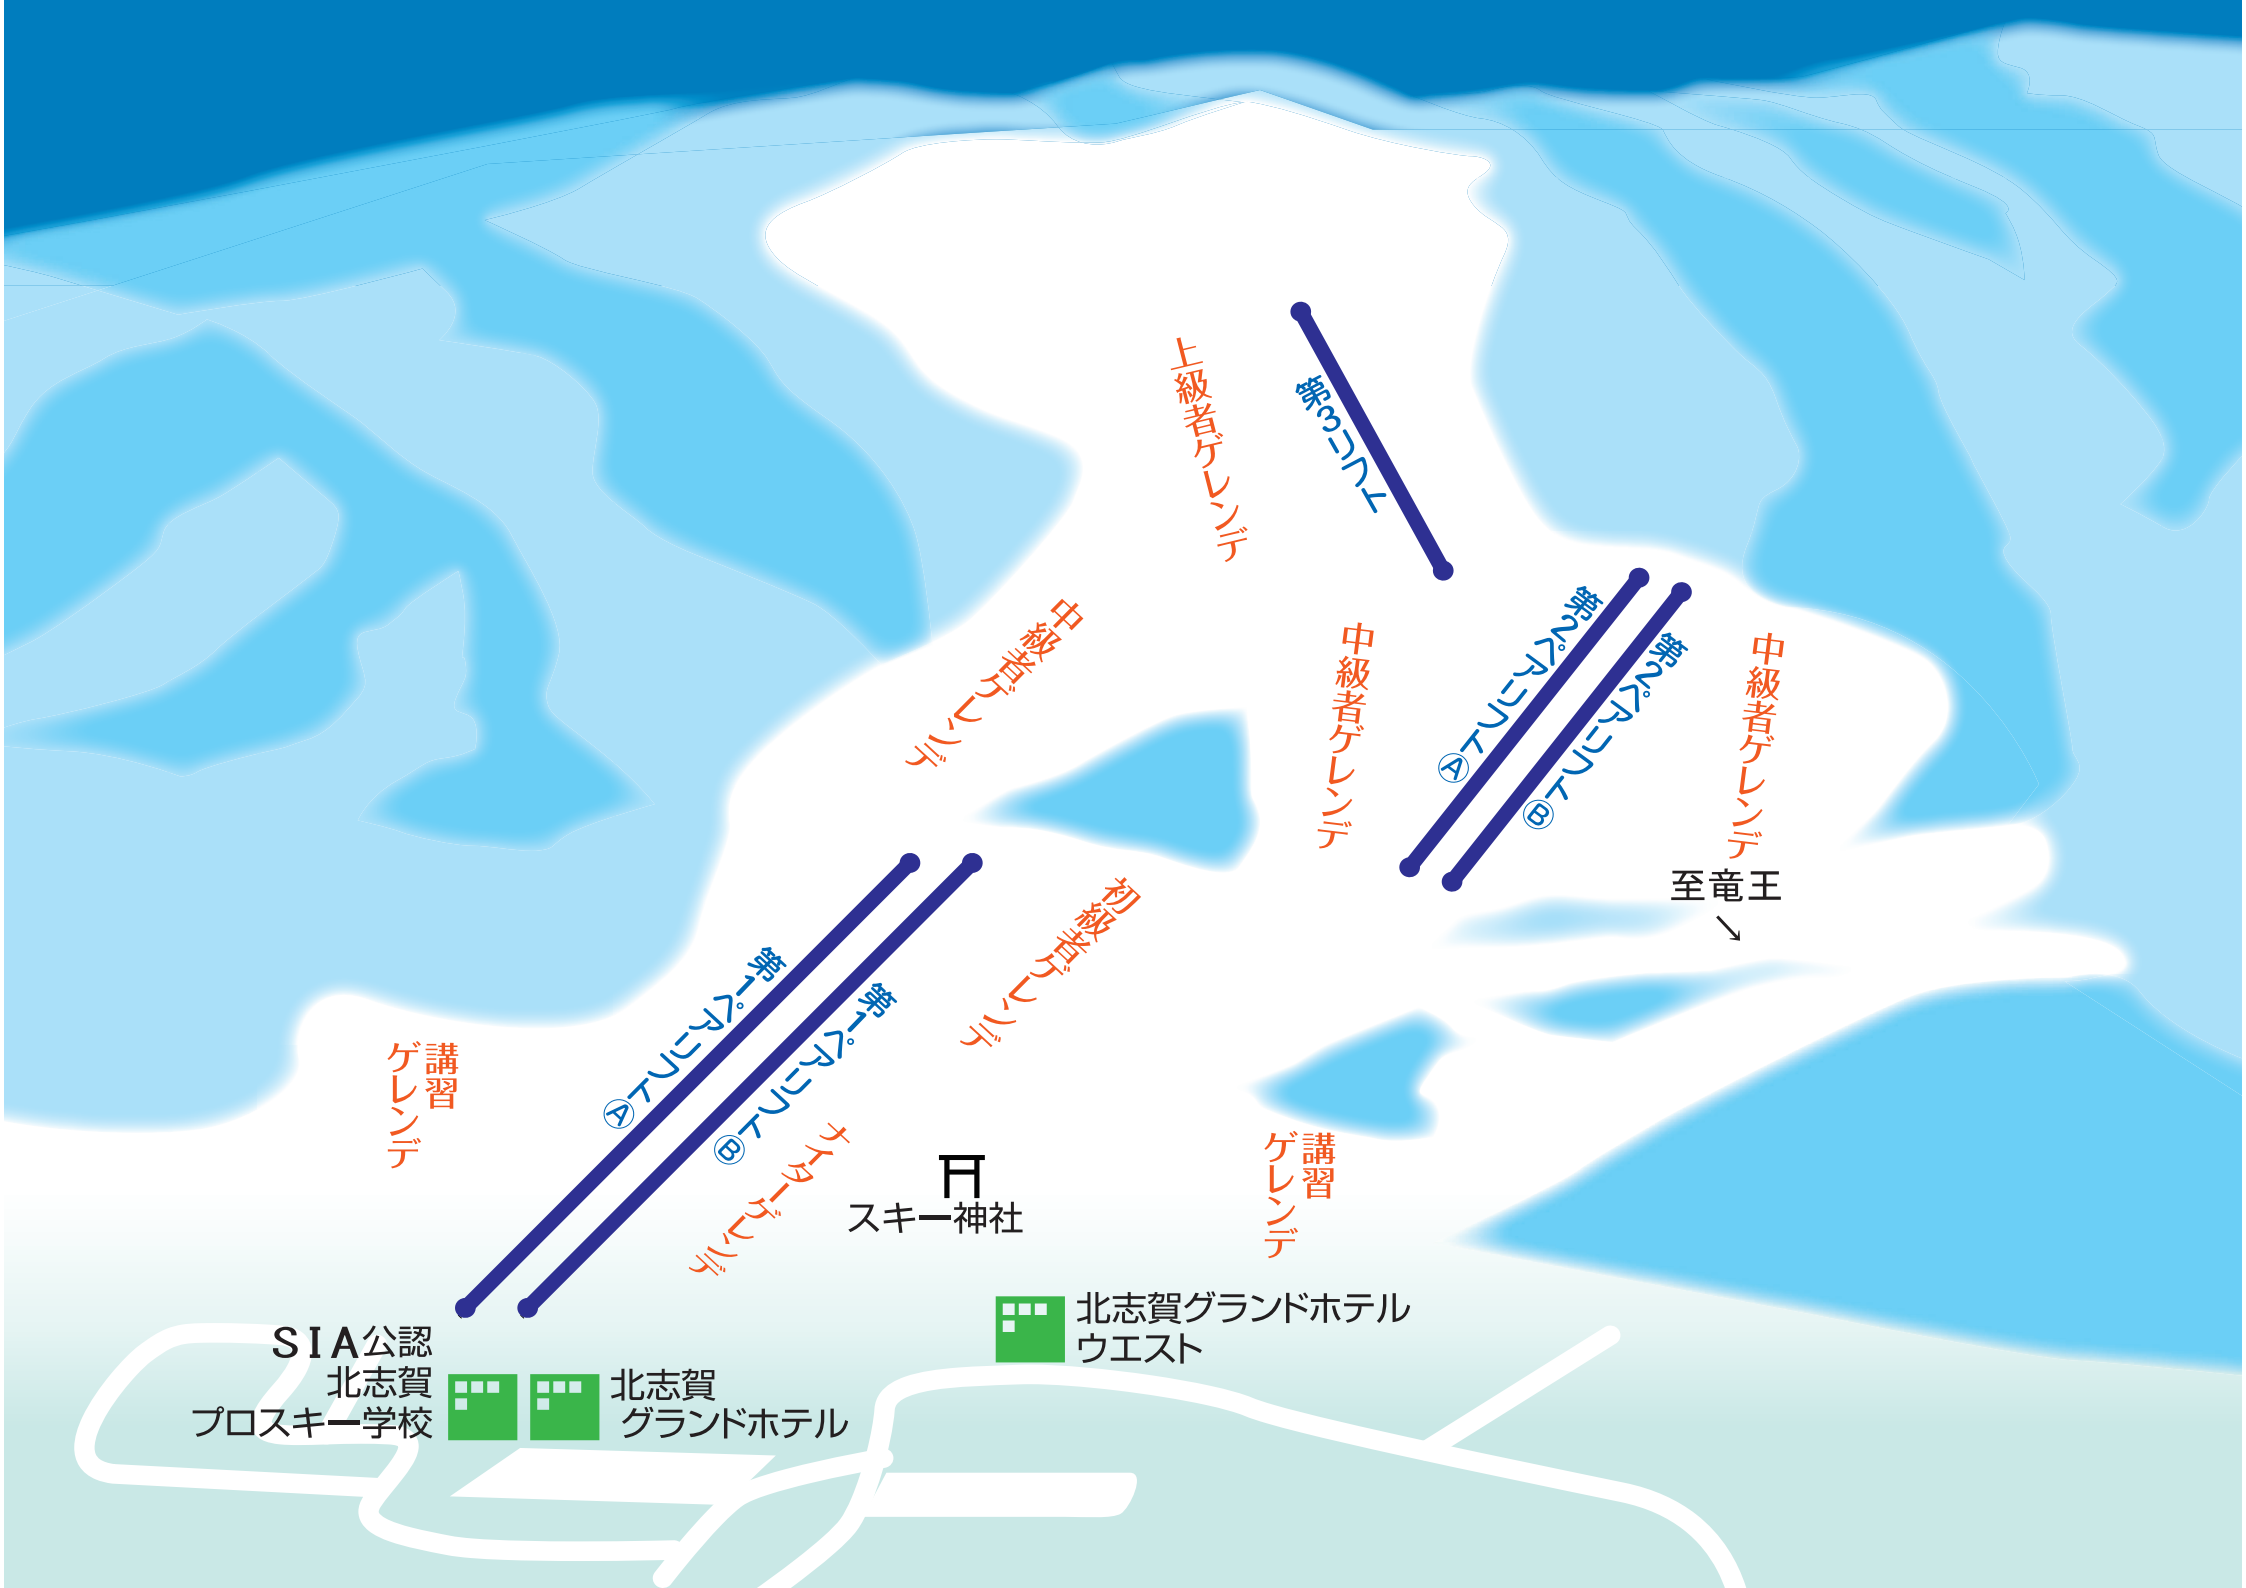 上級者ゲレンデ
第3リフト
中級者ゲレンデ
中級者ゲレンデ
第2ペアリフトⒶ
第2ペアリフトⒷ
中級者ゲレンデ
至竜王
↘
初級者ゲレンデ
第1ペアリフトⒶ
第1ペアリフトⒷ
講習
ゲレンデ
ナイターゲレンデ
スキー神社
講習
ゲレンデ
北志賀グランドホテル
ウエスト
SIA公認
北志賀
プロスキー学校
北志賀
グランドホテル